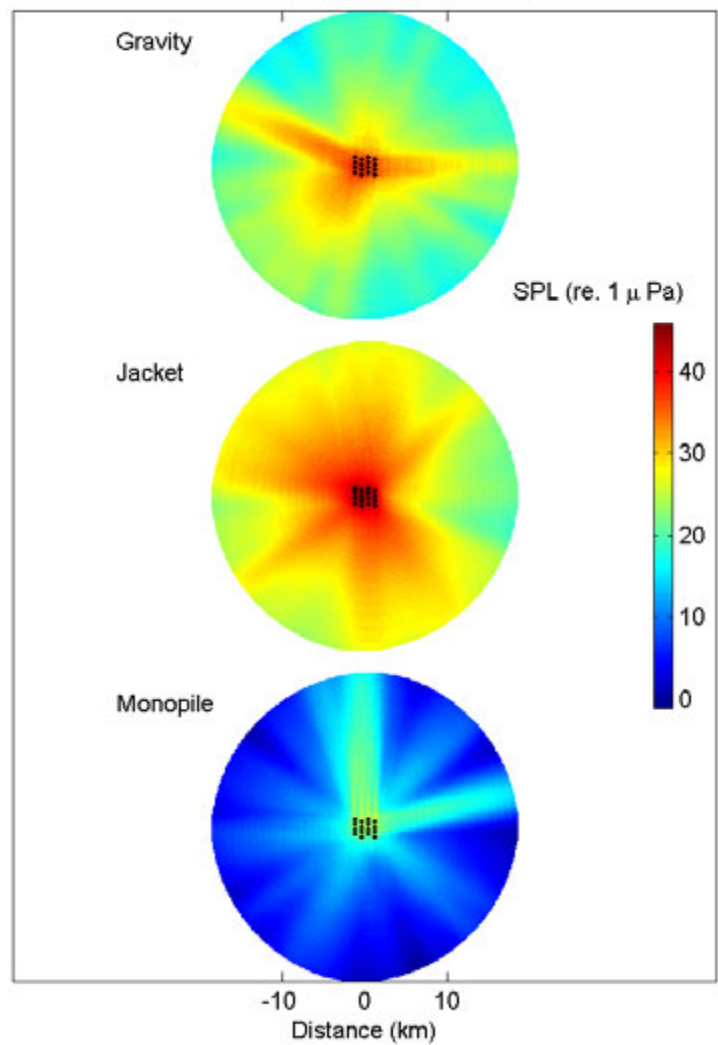 Gravity
SPL (re. 1 μ Pa)
Jacket
40
30
20
10
0
Monopile
-10 0 10
Distance (km)